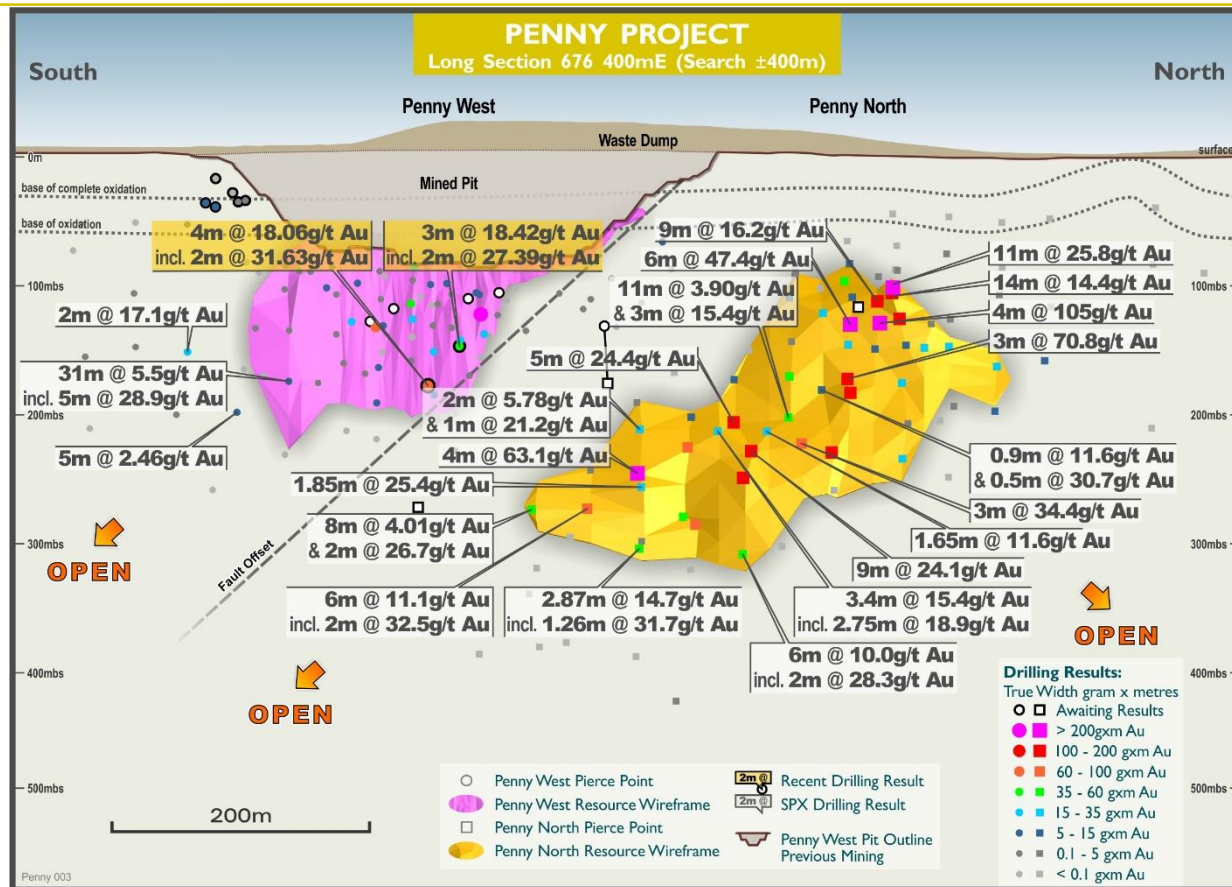 PENNY PROJECT
Long Section 676 400mE (Search ±400m)
South
North
Penny West
Penny North
Waste Dump
surface
0m
Mined Pit
base of complete oxidation
base of oxidation
4m @ 18.06g/t Au
incl. 2m @ 31.63g/t Au
3m @ 18.42g/t Au
incl. 2m @ 27.39g/t Au
9m @ 16.2g/t Au
6m @ 47.4g/t Au
11m @ 3.90g/t Au
& 3m @ 15.4g/t Au
11m @ 25.8g/t Au
14m @ 14.4g/t Au
4m @ 105g/t Au
3m @ 70.8g/t Au
100mbs
100mbs
2m @ 17.1g/t Au
31m @ 5.5g/t Au
incl. 5m @ 28.9g/t Au
5m @ 2.46g/t Au
5m @ 24.4g/t Au
2m @ 5.78g/t Au
& 1m @ 21.2g/t Au
4m @ 63.1g/t Au
1.85m @ 25.4g/t Au
8m @ 4.01g/t Au
& 2m @ 26.7g/t Au
200mbs
200mbs
0.9m @ 11.6g/t Au
& 0.5m @ 30.7g/t Au
3m @ 34.4g/t Au
1.65m @ 11.6g/t Au
9m @ 24.1g/t Au
300mbs
300mbs
OPEN
Fault Offset
6m @ 11.1g/t Au
incl. 2m @ 32.5g/t Au
2.87m @ 14.7g/t Au
incl. 1.26m @ 31.7g/t Au
3.4m @ 15.4g/t Au
incl. 2.75m @ 18.9g/t Au
6m @ 10.0g/t Au
incl. 2m @ 28.3g/t Au
OPEN
400mbs
400mbs
OPEN
500mbs
500mbs
200m
Penny West Pierce Point
Penny West Resource Wireframe
Penny North Pierce Point
Penny North Resource Wireframe
2m @
Recent Drilling Result
2m @
SPX Drilling Result
Penny West Pit Outline
Previous Mining
Drilling Results:
True Width gram x metres
Awaiting Results
> 200gxm Au
100 - 200 gxm Au
60 - 100 gxm Au
35 - 60 gxm Au
15 - 35 gxm Au
5 - 15 gxm Au
0.1 - 5 gxm Au
< 0.1 gxm Au
Penny 003